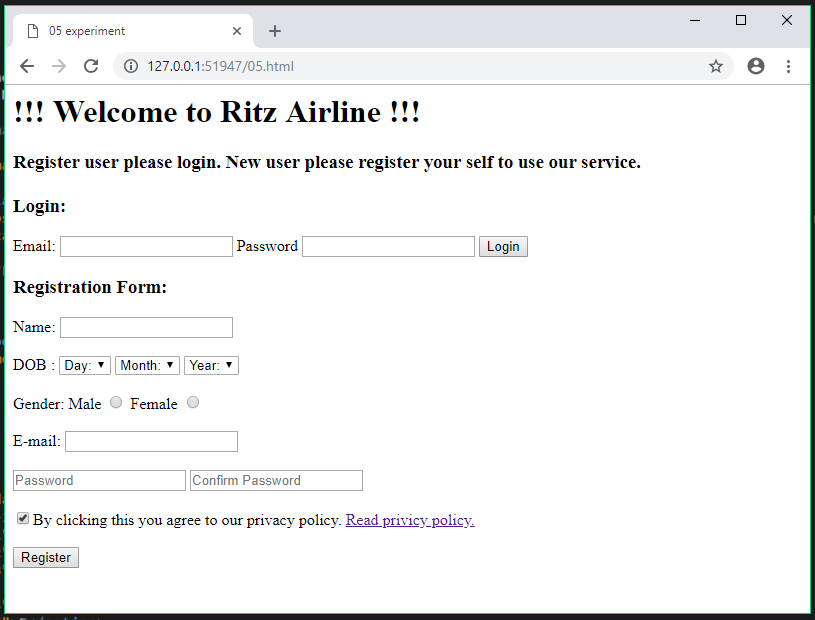 05 experiment
127.0.0.1:51947/05.html
!!! Welcome to Ritz Airline !!!
Register user please login. New user please register your self to use our service.
Login:
Email: Password Login
Registration Form:
Name:
DOB : Day: Month: Year:
Gender: Male Female
E-mail:
Password Confirm Password
By clicking this you agree to our privacy policy. Read privicy policy.
Register